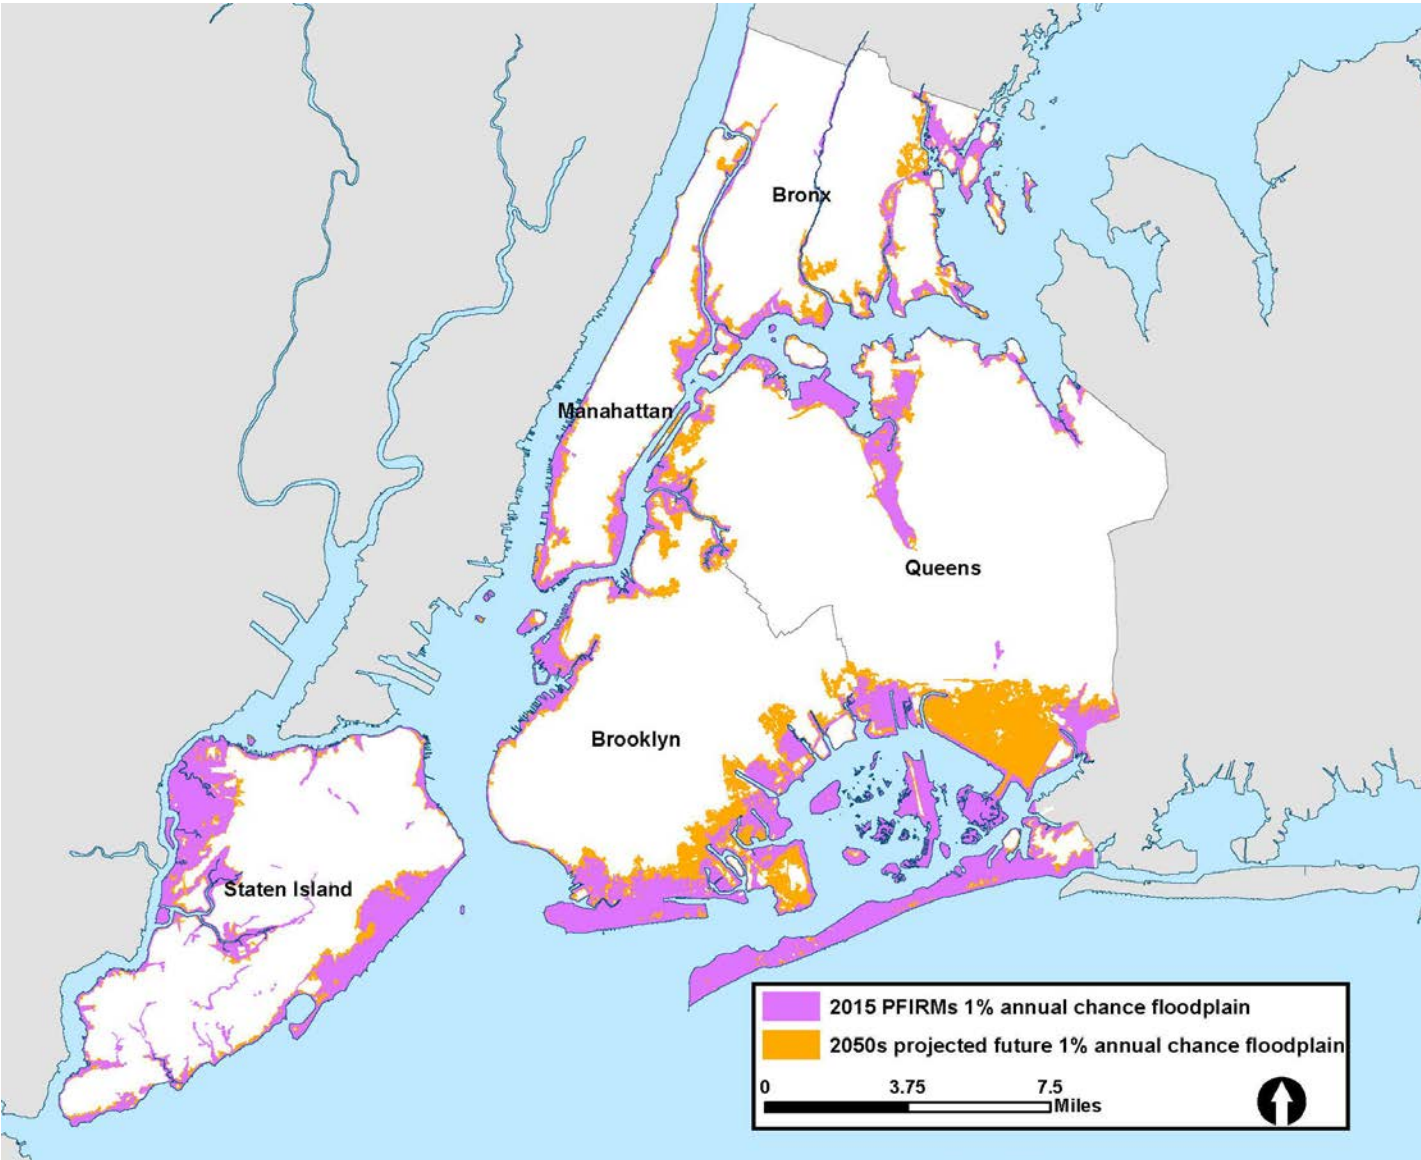 Bronx
Manahattan
Queens
Brooklyn
Staten Island
2015 PFIRMs 1% annual chance floodplain
2050s projected future 1% annual chance floodplain
0 3.75 7.5
Miles